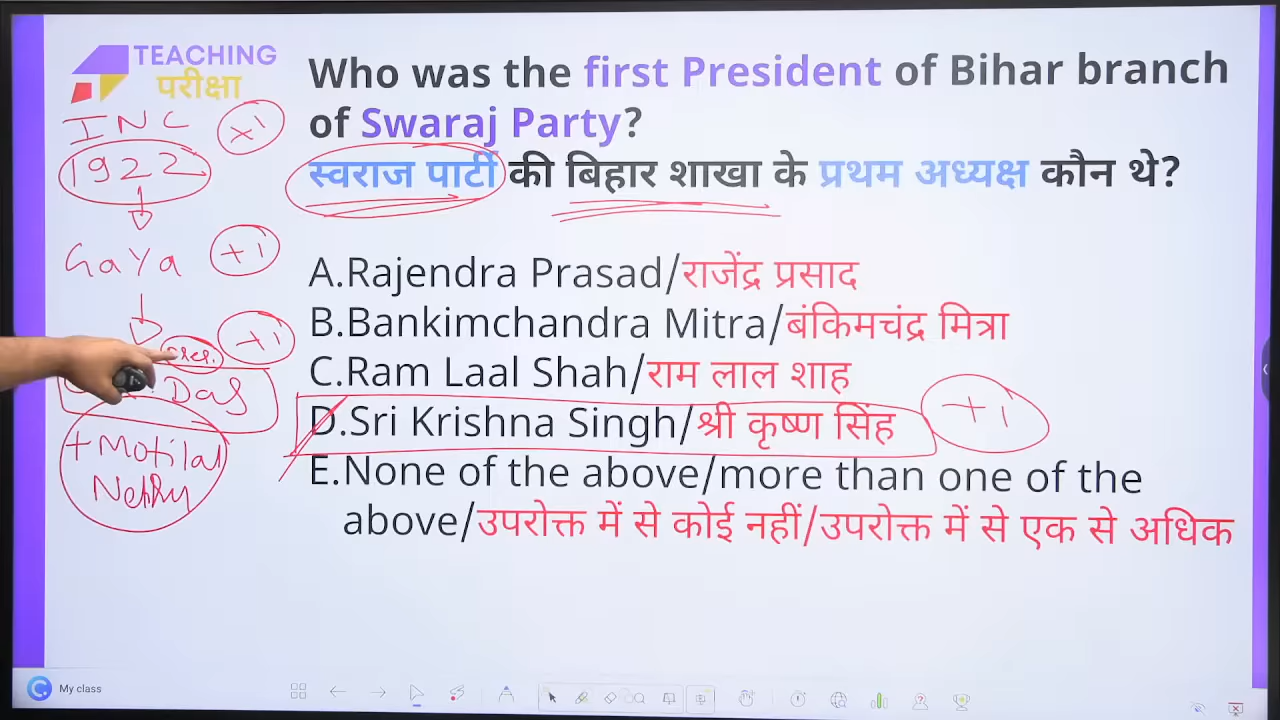 TEACHING
परीक्षा
Who was the first President of Bihar branch
of Swaraj Party?
स्वराज पार्टी की बिहार शाखा के प्रथम अध्यक्ष कौन थे?
A.Rajendra Prasad/राजेंद्र प्रसाद
B.Bankimchandra Mitra/बंकिमचंद्र मित्रा
C.Ram Laal Shah/राम लाल शाह
D.Sri Krishna Singh/श्री कृष्ण सिंह
+1
E.None of the above/more than one of the
above/उपरोक्त में से कोई नहीं/उपरोक्त में से एक से अधिक
INC
+1
1922
Gaya
+1
Pres.
+1
Das
+ Motilal
Nehru
My class